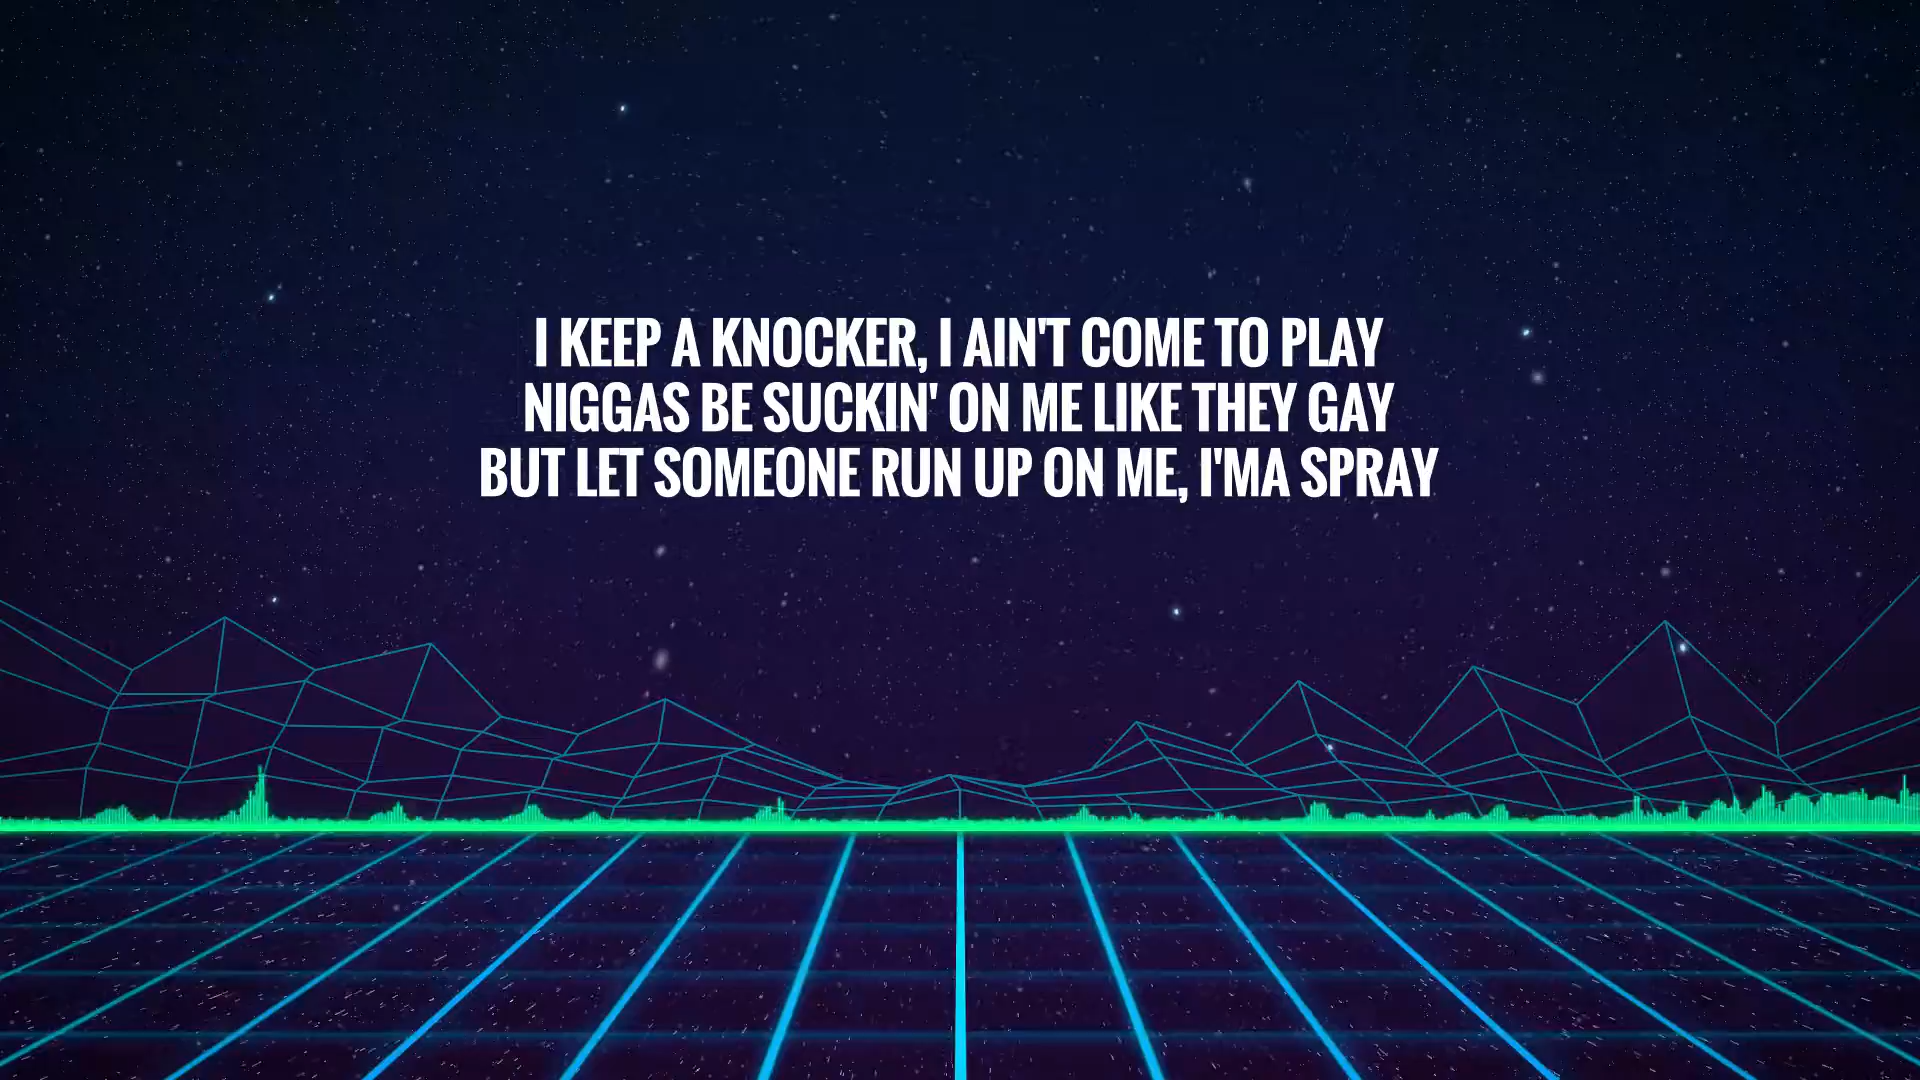 I KEEP A KNOCKER, I AIN'T COME TO PLAY
NIGGAS BE SUCKIN' ON ME LIKE THEY GAY
BUT LET SOMEONE RUN UP ON ME, I'MA SPRAY